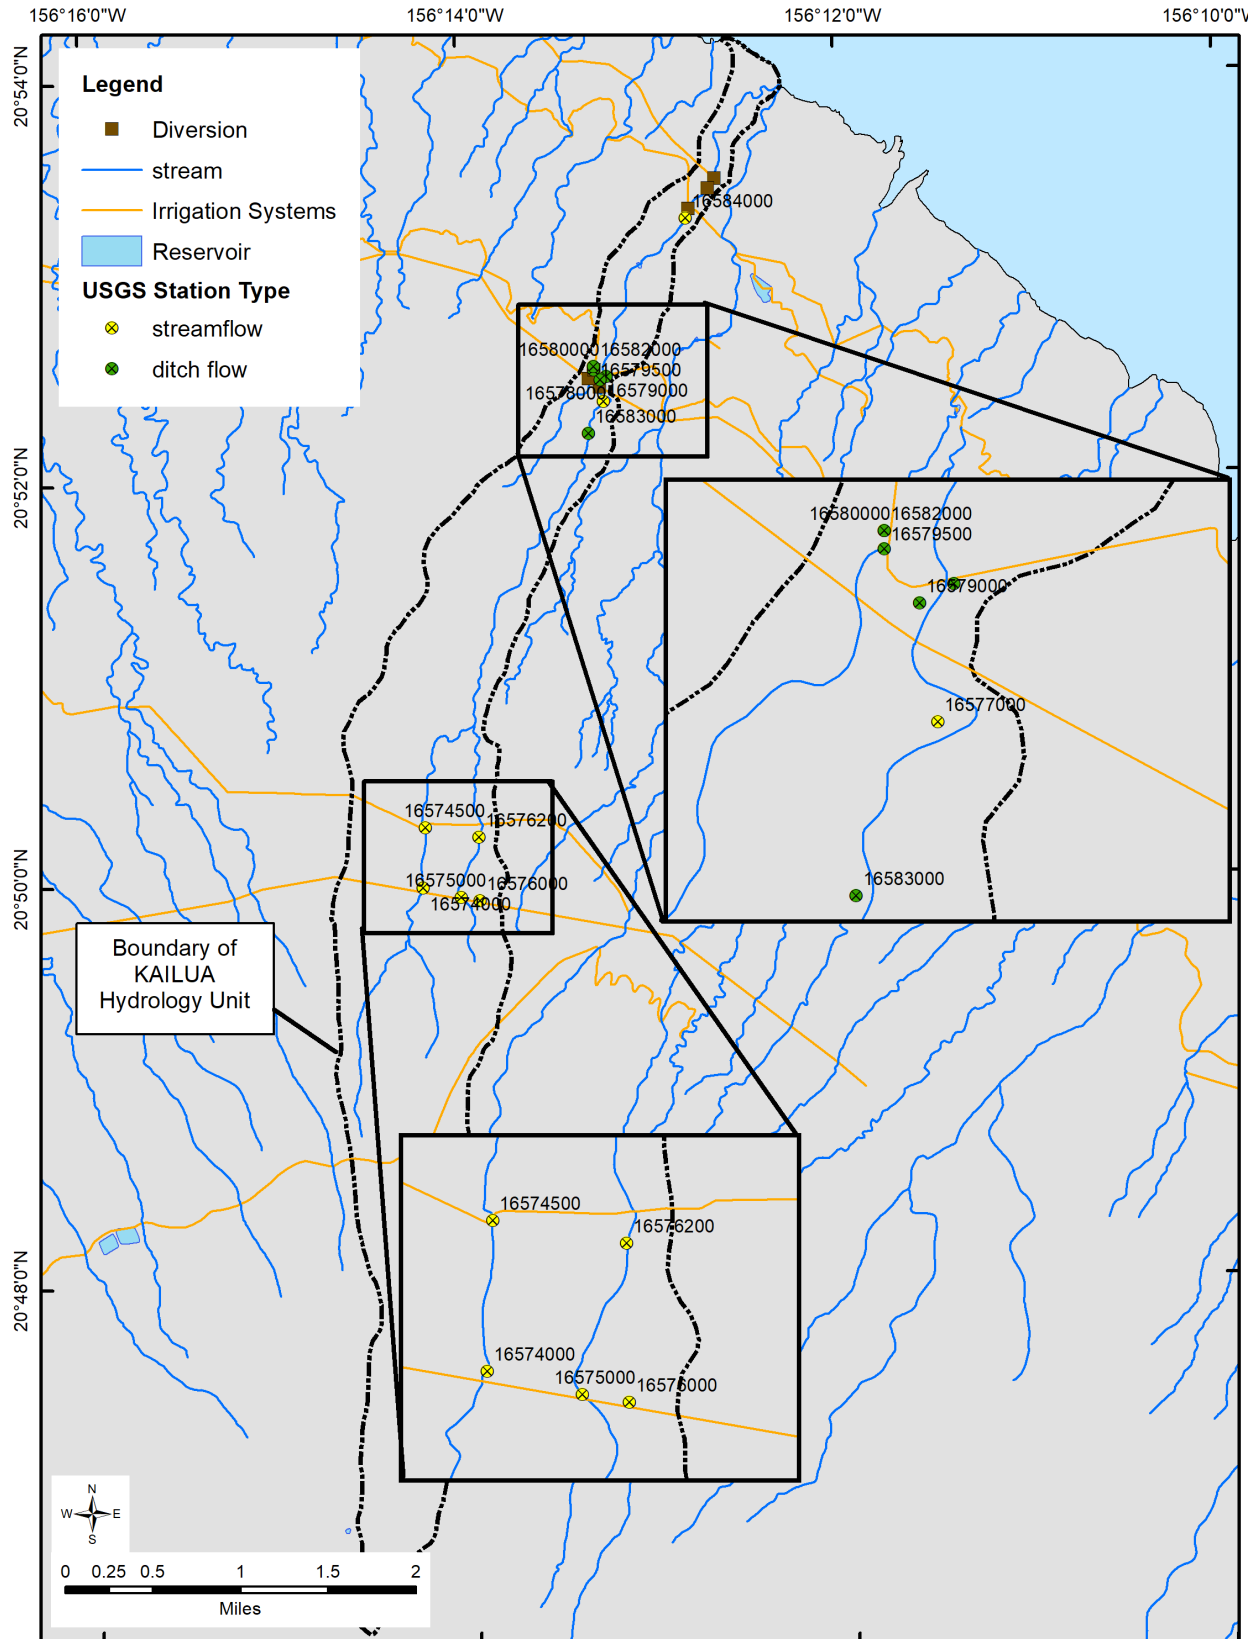 156°16'0"W
156°14'0"W
156°12'0"W
156°10'0"W
20°54'0"N
20°52'0"N
20°50'0"N
20°48'0"N
Legend
Diversion
stream
Irrigation Systems
Reservoir
USGS Station Type
streamflow
ditch flow
16584000
16580000 16582000
16579500
16578000 16579000
16583000
16580000 16582000
16579500
16579000
16577000
16583000
16574500
16576200
16575000 16576000
16574000
Boundary of
KAILUA
Hydrology Unit
16574500
16576200
16574000
16575000
16576000
N
W E
S
0 0.25 0.5 1 1.5 2
Miles